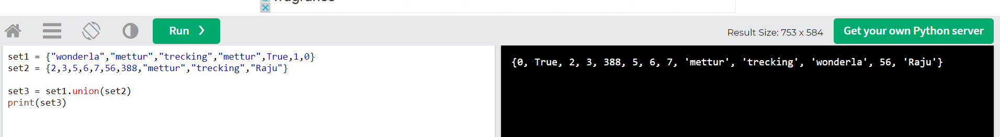 Run ❯
Result Size: 753 x 584
Get your own Python server
set1 = {"wonderla","mettur","trecking","mettur",True,1,0}
set2 = {2,3,5,6,7,56,388,"mettur","trecking","Raju"}
set3 = set1.union(set2)
print(set3)
{0, True, 2, 3, 388, 5, 6, 7, 'mettur', 'trecking', 'wonderla', 56, 'Raju'}